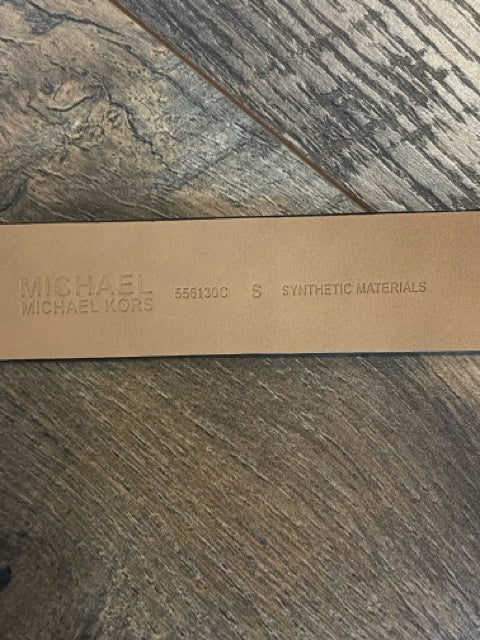 MICHAEL
MICHAEL KORS
556130C S SYNTHETIC MATERIALS